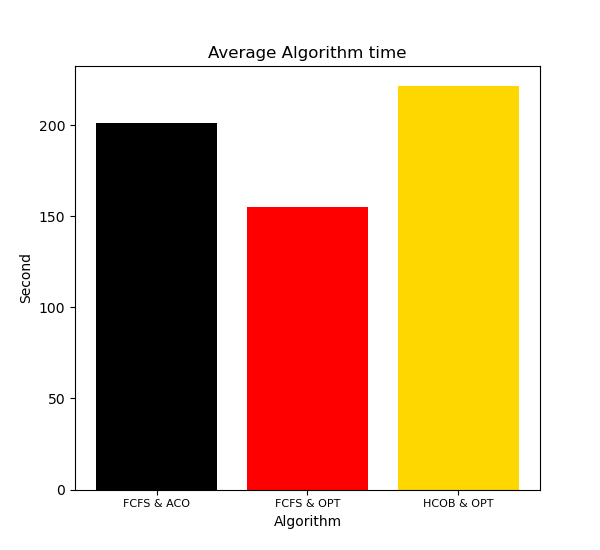 Average Algorithm time
Second
200
150
100
50
0
FCFS & ACO
FCFS & OPT
HCOB & OPT
Algorithm